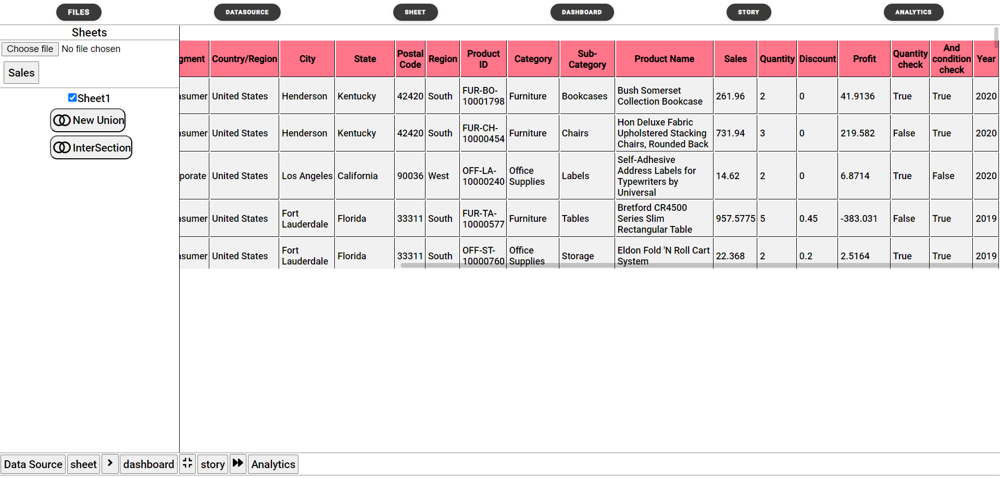 FILES DATASOURCE SHEET DASHBOARD STORY ANALYTICS
Sheets
Choose file No file chosen
Sales
Sheet1
New Union
InterSection
gment Country/Region City State Postal Code Region Product ID Category Sub-Category Product Name Sales Quantity Discount Profit Quantity check And condition check Year
sumer United States Henderson Kentucky 42420 South FUR-BO-10001798 Furniture Bookcases Bush Somerset Collection Bookcase 261.96 2 0 41.9136 True True 2020
sumer United States Henderson Kentucky 42420 South FUR-CH-10000454 Furniture Chairs Hon Deluxe Fabric Upholstered Stacking Chairs, Rounded Back 731.94 3 0 219.582 False True 2020
porate United States Los Angeles California 90036 West OFF-LA-10000240 Office Supplies Labels Self-Adhesive Address Labels for Typewriters by Universal 14.62 2 0 6.8714 True False 2020
sumer United States Fort Lauderdale Florida 33311 South FUR-TA-10000577 Furniture Tables Bretford CR4500 Series Slim Rectangular Table 957.5775 5 0.45 -383.031 False True 2019
sumer United States Fort Lauderdale Florida 33311 South OFF-ST-10000760 Office Supplies Storage Eldon Fold 'N Roll Cart System 22.368 2 0.2 2.5164 True True 2019
Data Source sheet dashboard story Analytics